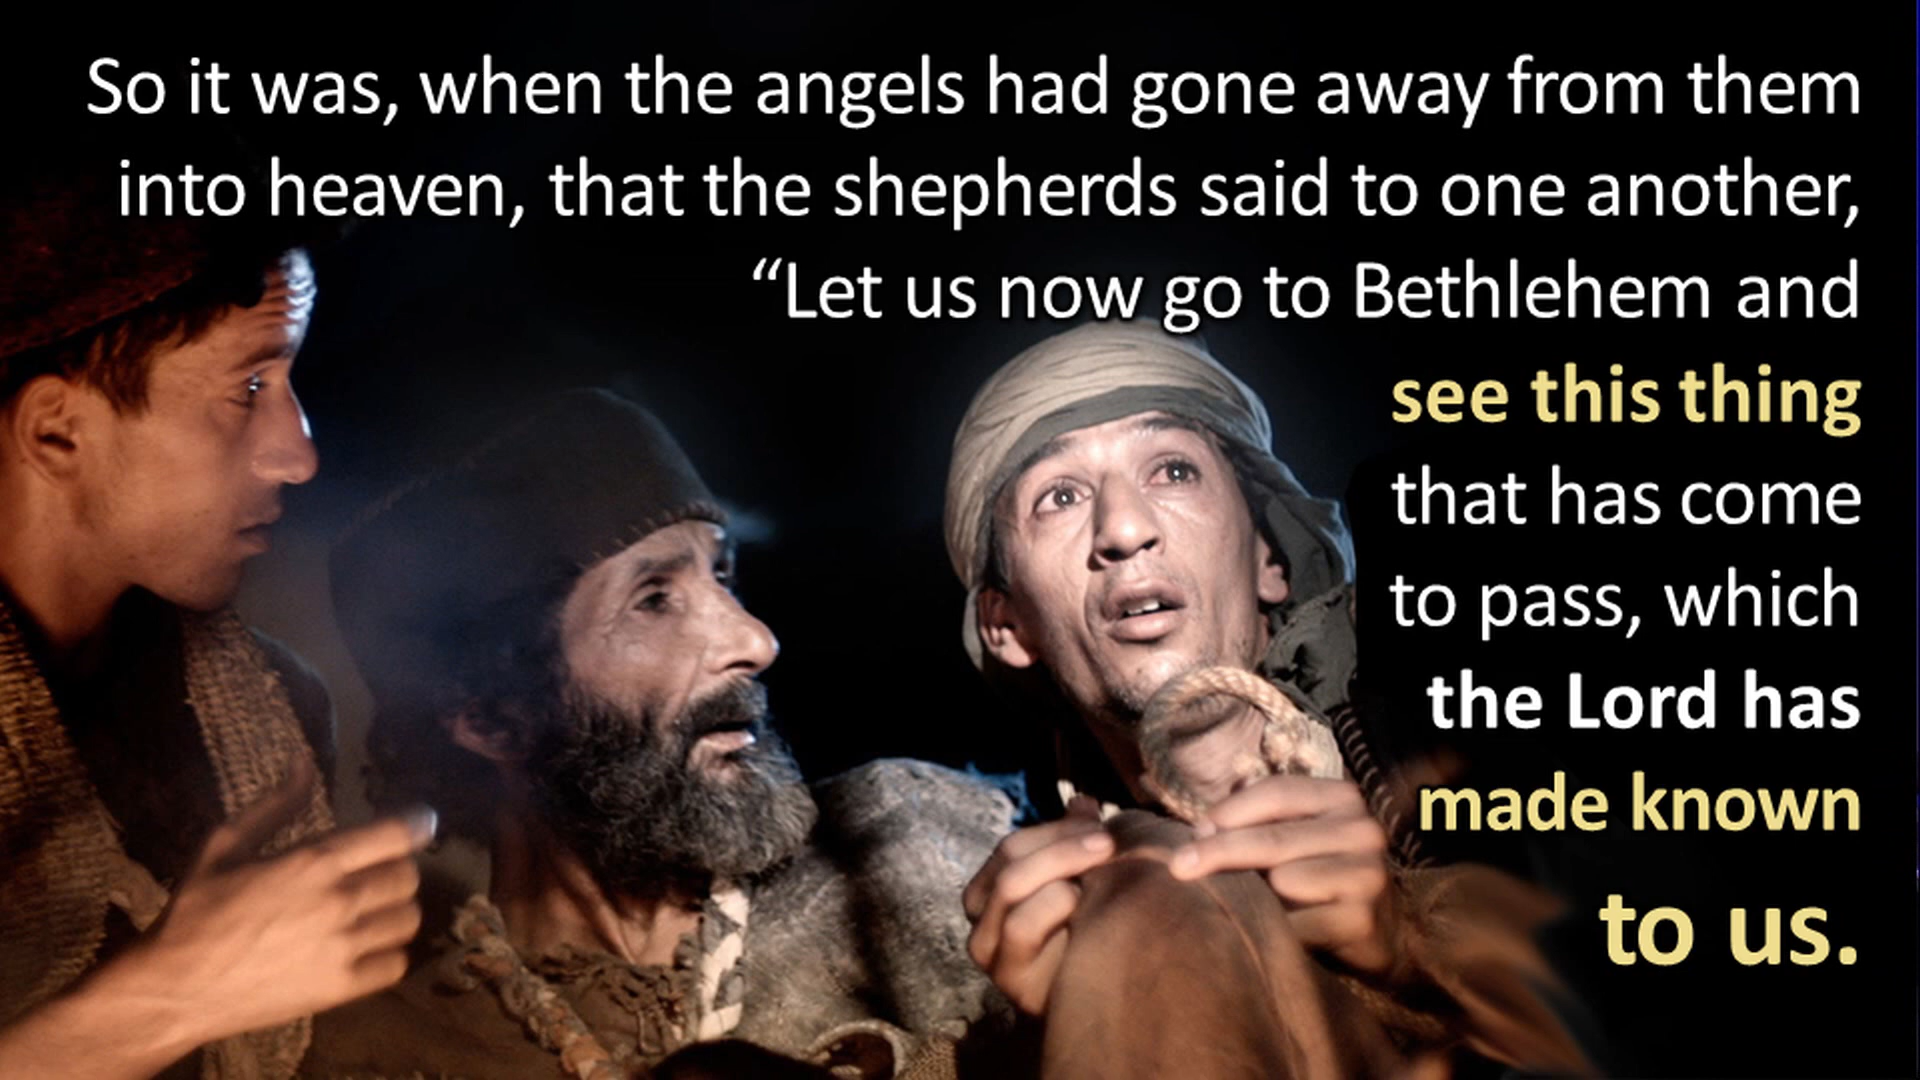 So it was, when the angels had gone away from them
into heaven, that the shepherds said to one another,
“Let us now go to Bethlehem and
see this thing
that has come
to pass, which
the Lord has
made known
to us.